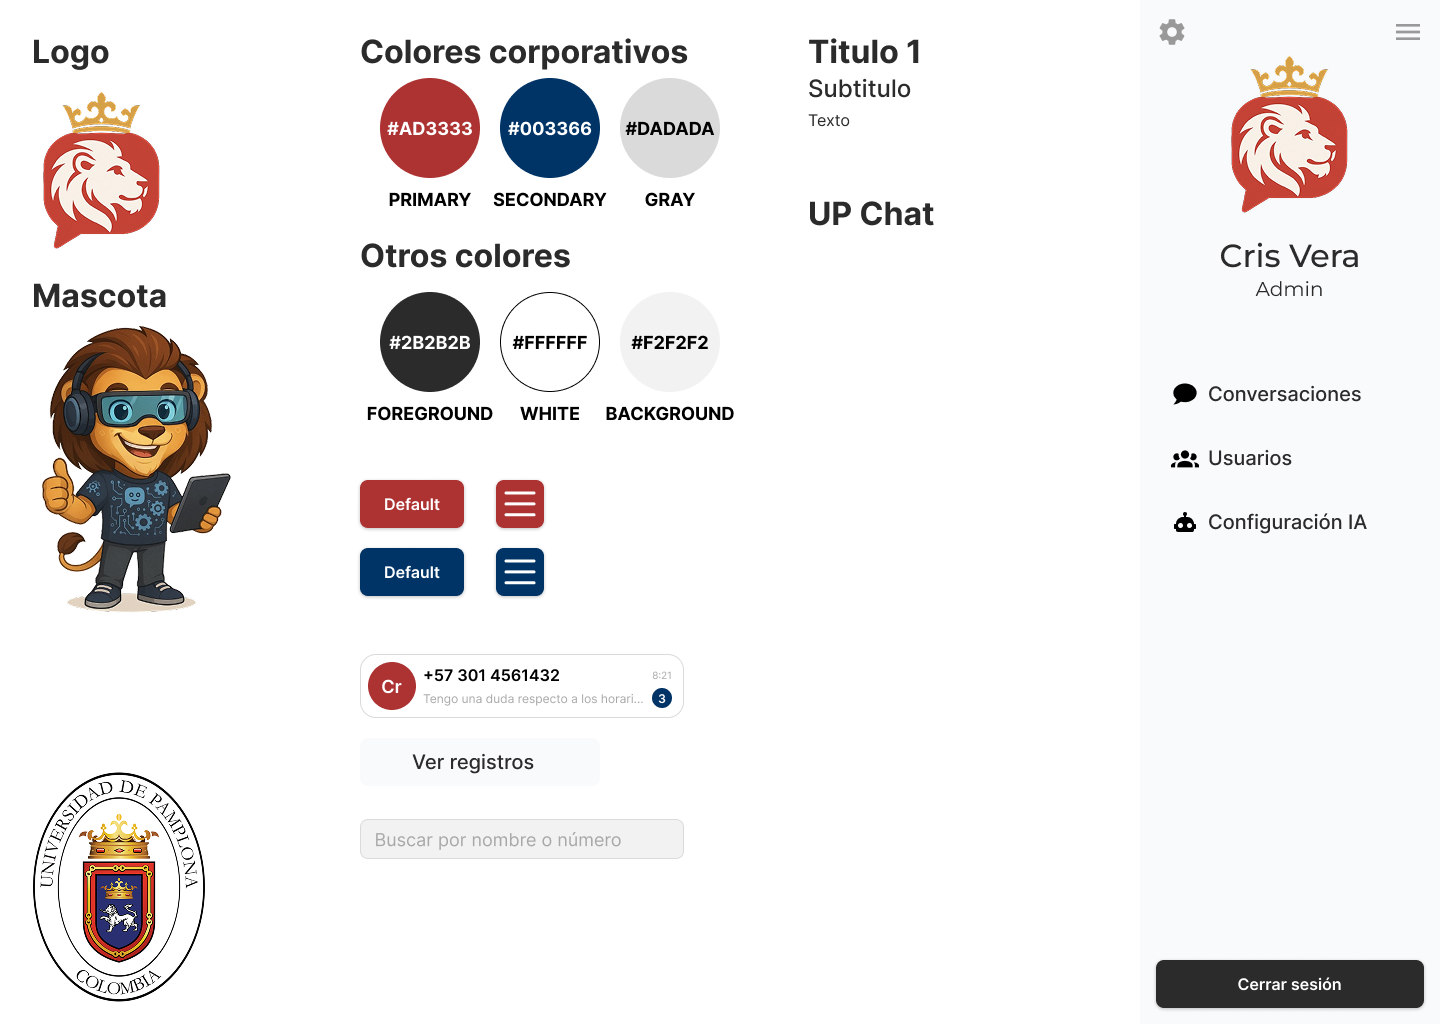 Logo
Mascota
UNIVERSIDAD DE PAMPLONA
COLOMBIA
Colores corporativos
#AD3333
#003366
#DADADA
PRIMARY
SECONDARY
GRAY
Otros colores
#2B2B2B
#FFFFFF
#F2F2F2
FOREGROUND
WHITE
BACKGROUND
Default
Default
Cr
+57 301 4561432
8:21
Tengo una duda respecto a los horari...
3
Ver registros
Buscar por nombre o número
Titulo 1
Subtitulo
Texto
UP Chat
Cris Vera
Admin
Conversaciones
Usuarios
Configuración IA
Cerrar sesión